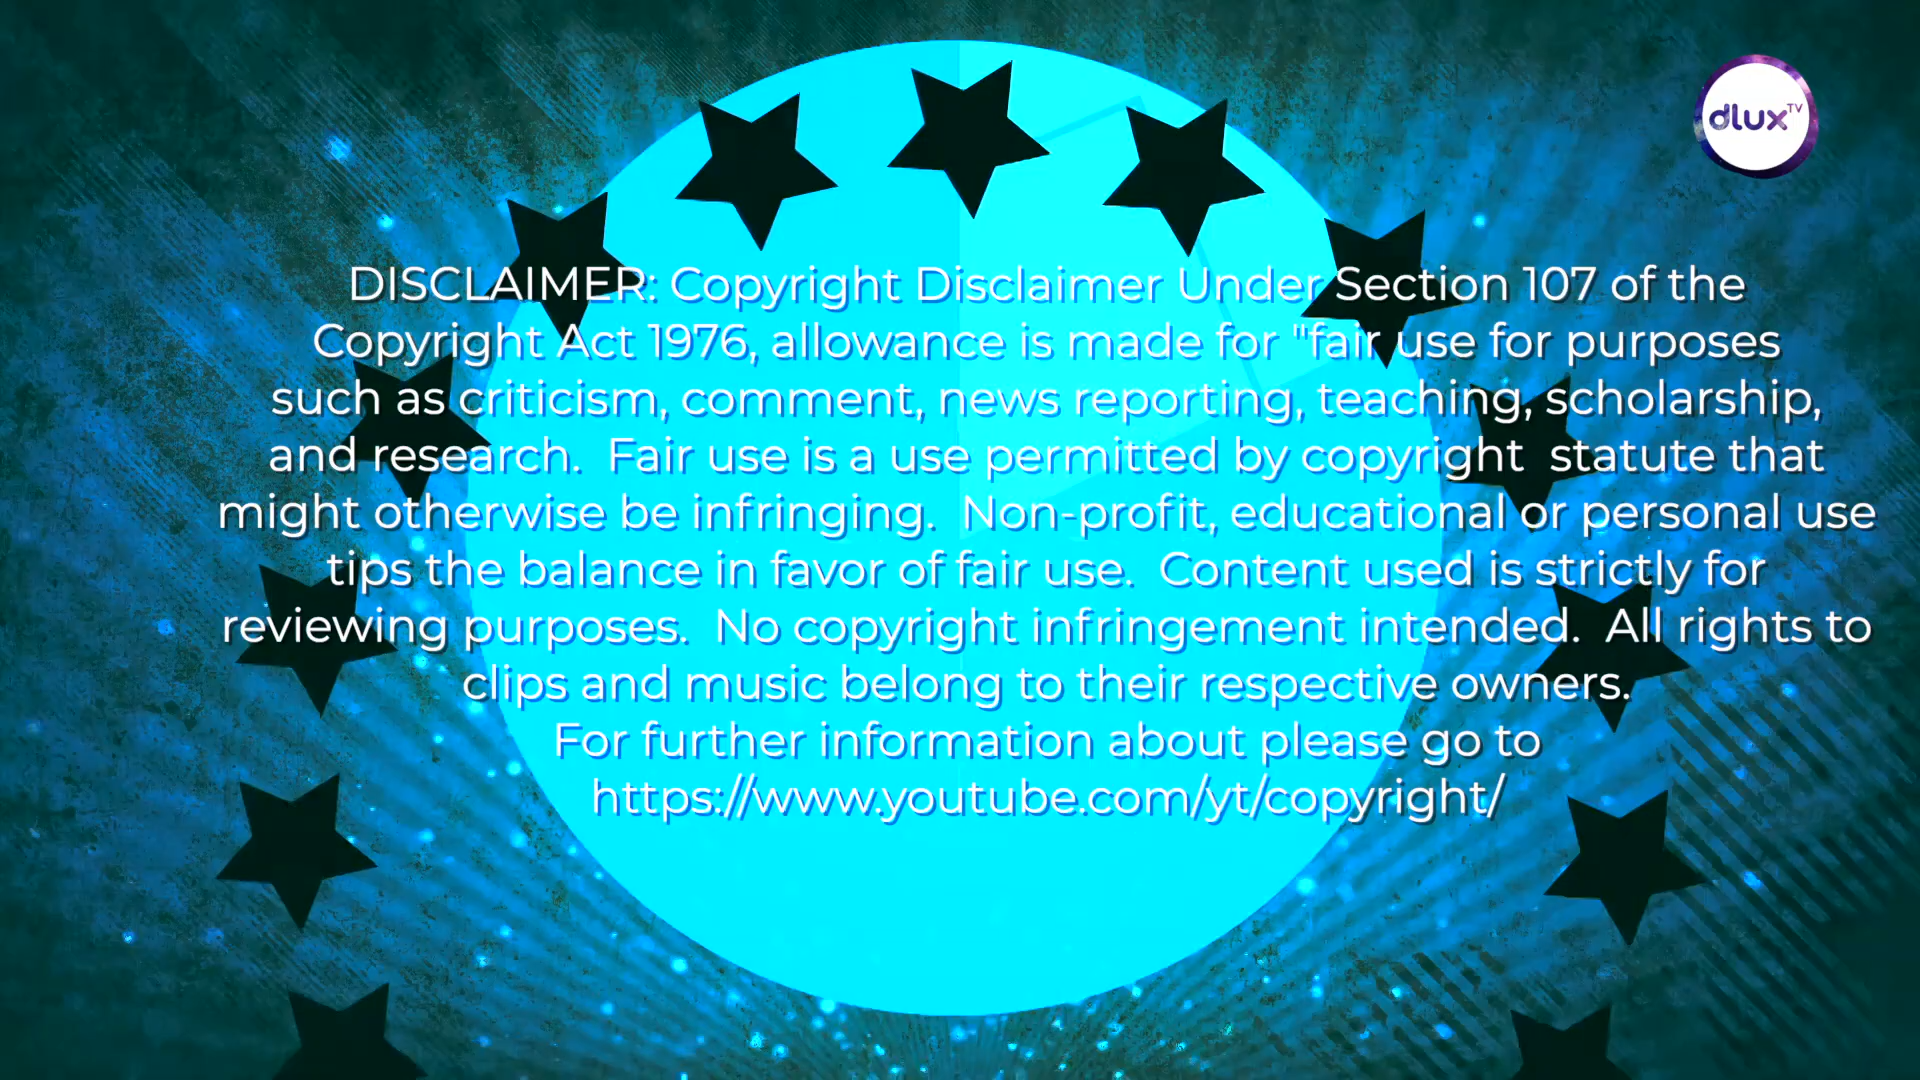 dlux TV
DISCLAIMER: Copyright Disclaimer Under Section 107 of the
Copyright Act 1976, allowance is made for "fair use for purposes
such as criticism, comment, news reporting, teaching, scholarship,
and research.  Fair use is a use permitted by copyright  statute that
might otherwise be infringing.  Non-profit, educational or personal use
tips the balance in favor of fair use.  Content used is strictly for
reviewing purposes.  No copyright infringement intended.  All rights to
clips and music belong to their respective owners.
For further information about please go to
https://www.youtube.com/yt/copyright/